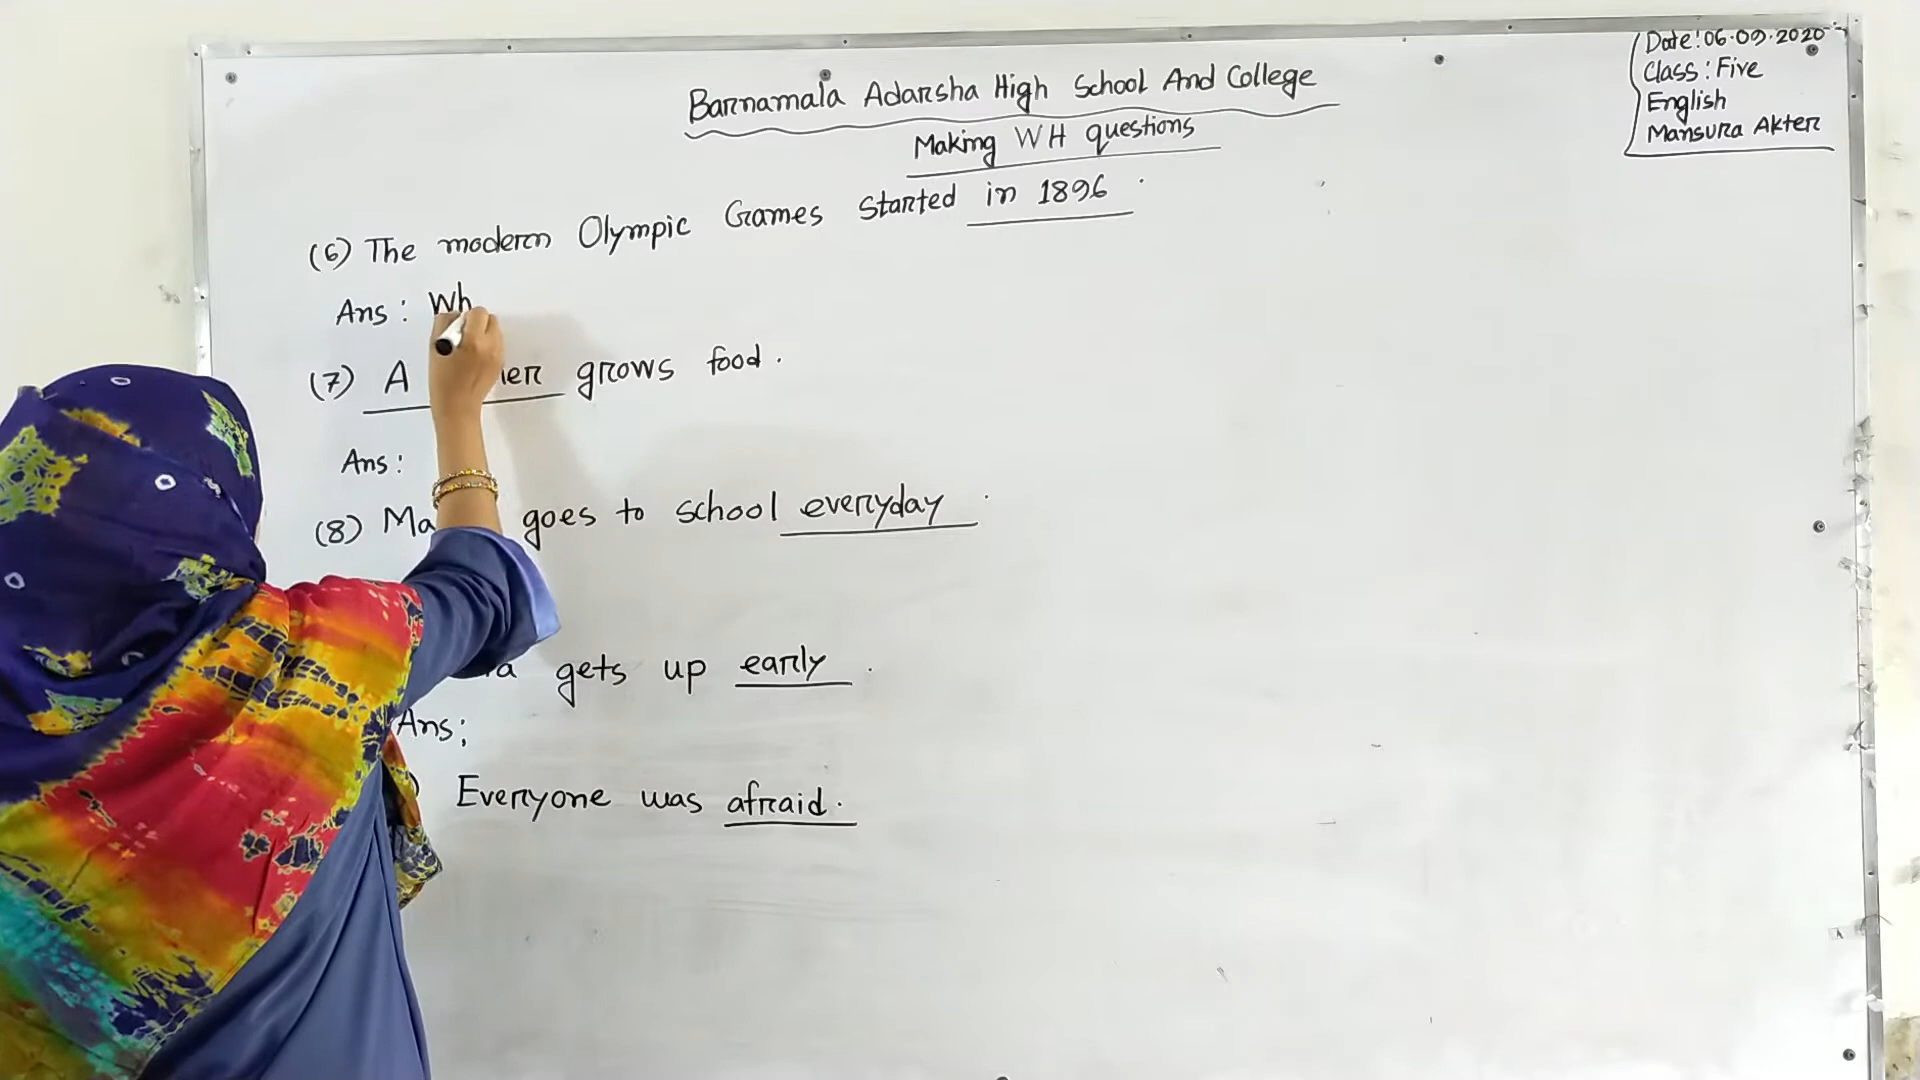 Barnamala Adarsha High School And College
Making WH questions
Date: 06.09.2020
Class: Five
English
Mansura Akter
(6) The modern Olympic Games started in 1896.
Ans: Wh
(7) A grows food.
Ans:
(8) goes to school everyday.
gets up early.
Ans:
Everyone was afraid.